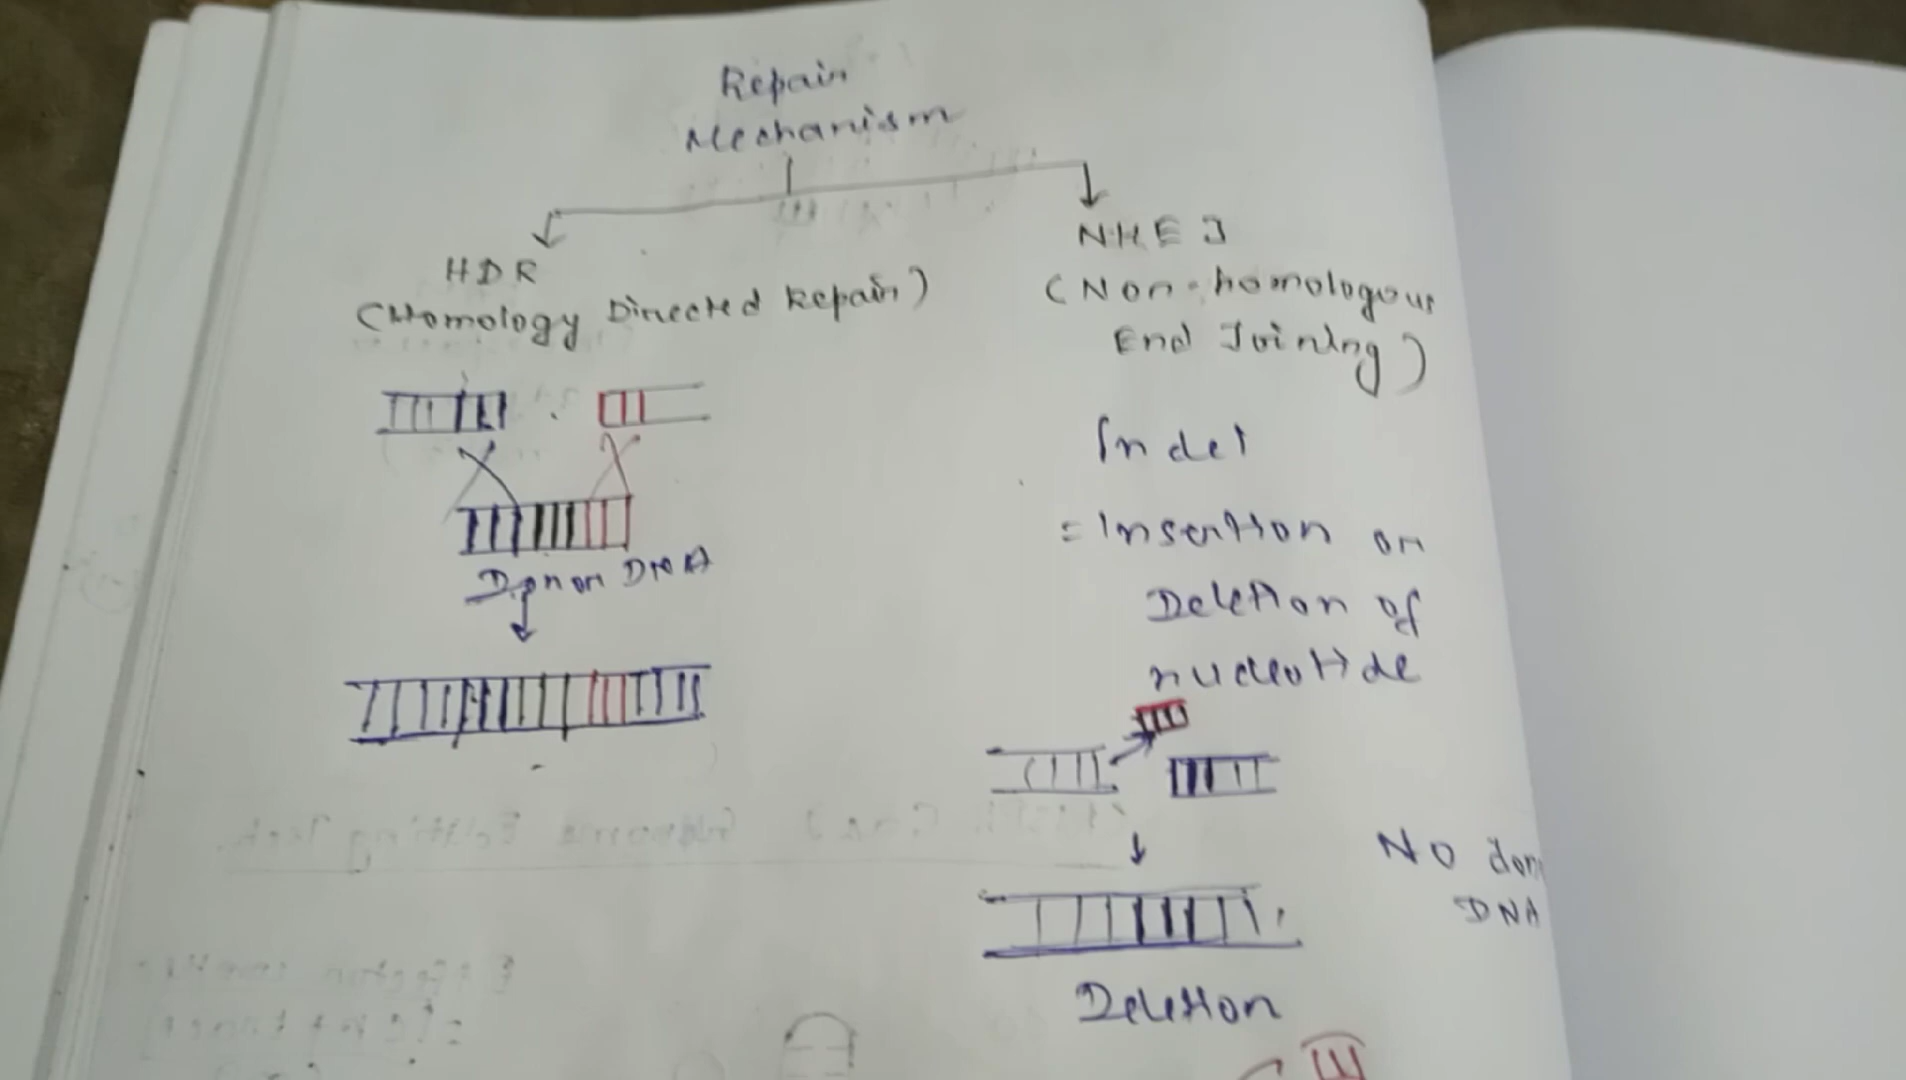 Repair
Mechanism
HDR
(Homology Directed Repair)
NHEJ
(Non-homologous
End Joining)
Indel
= Insertion or
Deletion of
nucleotide
Donor DNA
No don
DNA
Deletion